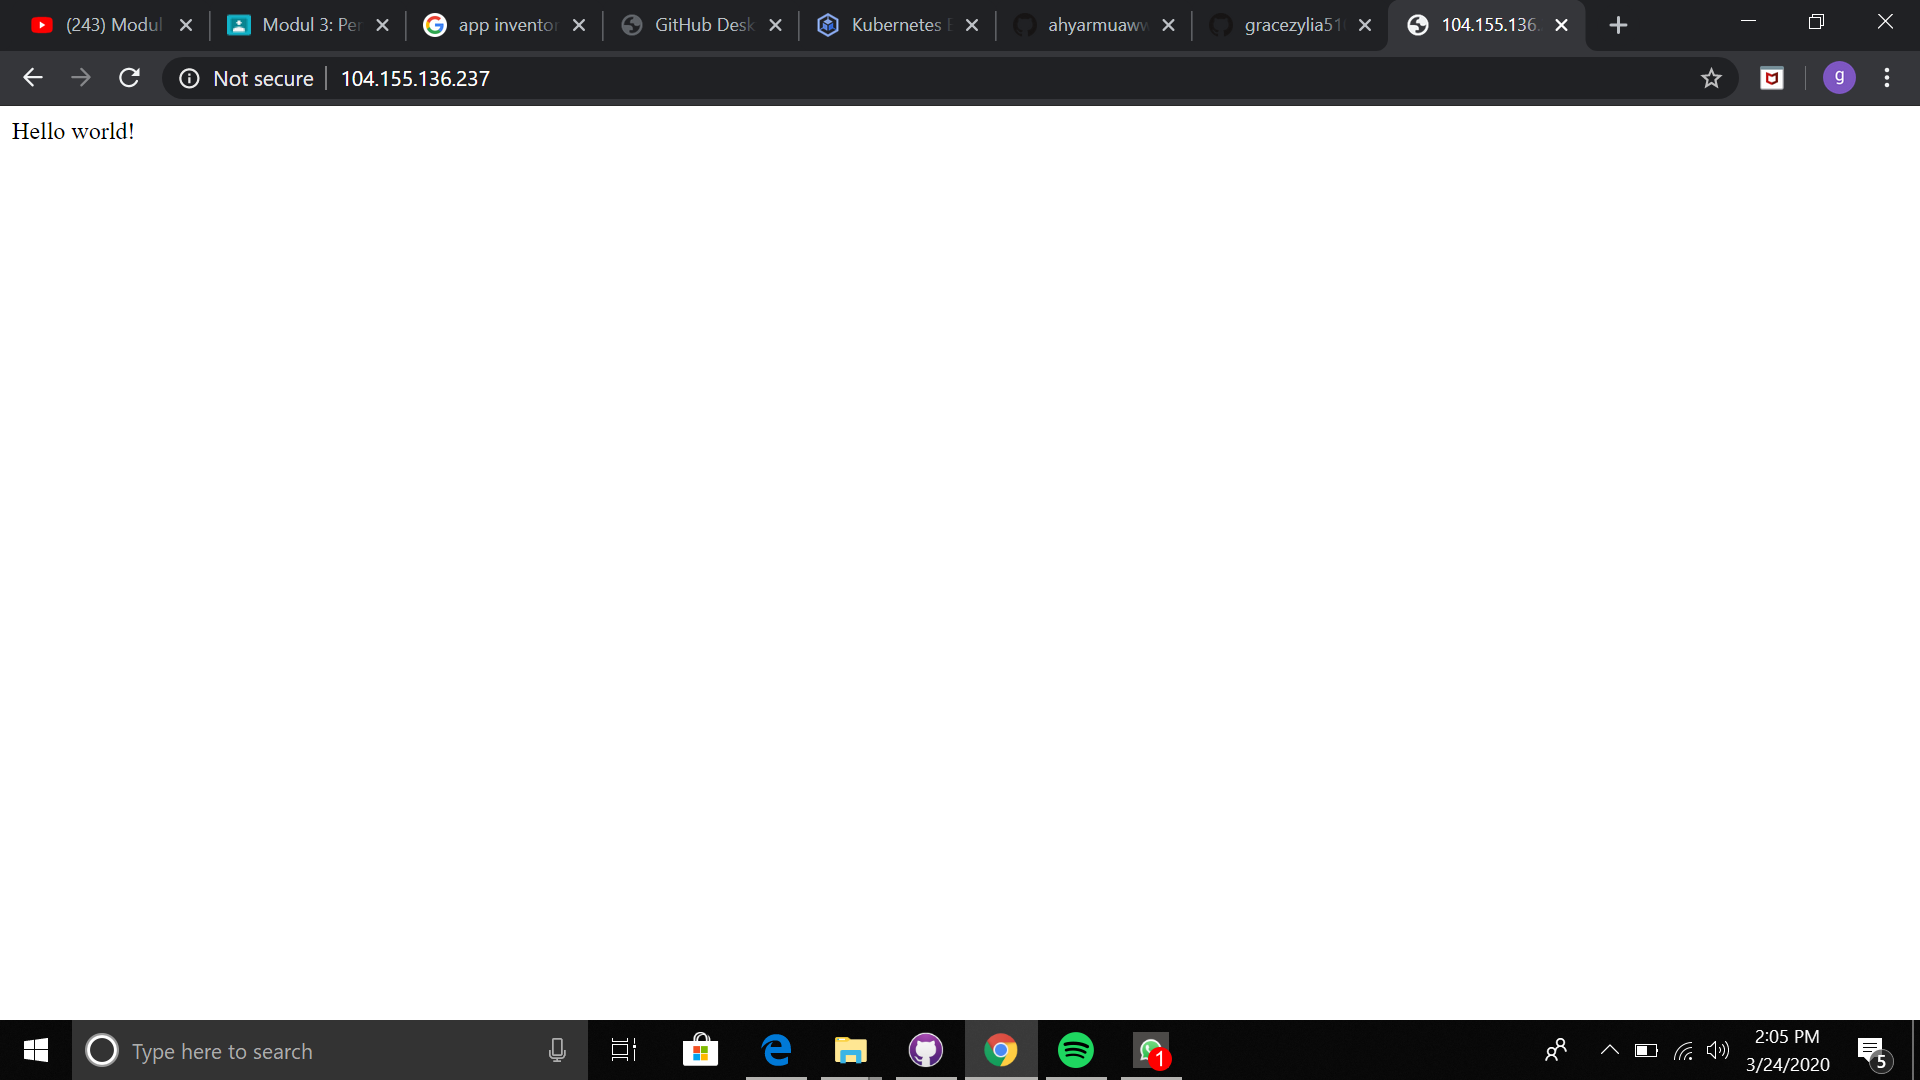 (243) Modul
Modul 3: Per
app inventor
GitHub Desk
Kubernetes E
ahyarmuaww
gracezylia51
104.155.136.
Not secure
104.155.136.237
g
Hello world!
Type here to search
1
2:05 PM
3/24/2020
5